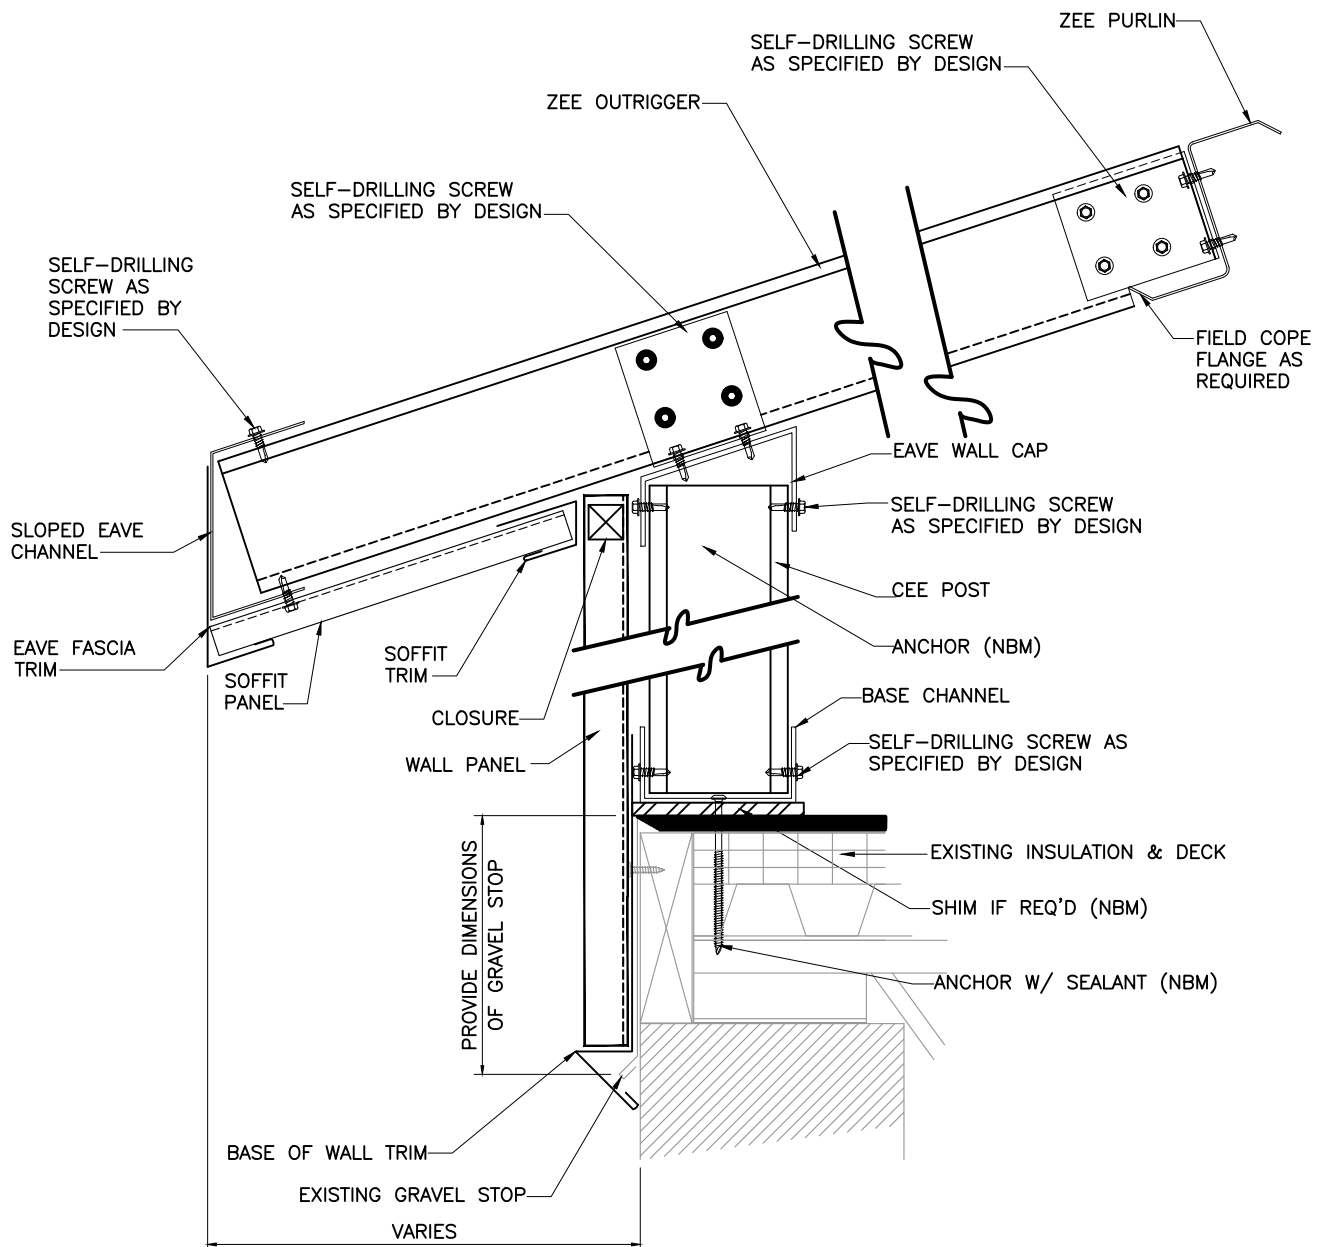 ZEE PURLIN
SELF-DRILLING SCREW
AS SPECIFIED BY DESIGN
ZEE OUTRIGGER
SELF-DRILLING SCREW
AS SPECIFIED BY DESIGN
SELF-DRILLING
SCREW AS
SPECIFIED BY
DESIGN
FIELD COPE
FLANGE AS
REQUIRED
EAVE WALL CAP
SELF-DRILLING SCREW
AS SPECIFIED BY DESIGN
SLOPED EAVE
CHANNEL
CEE POST
ANCHOR (NBM)
EAVE FASCIA
TRIM
SOFFIT
TRIM
SOFFIT
PANEL
BASE CHANNEL
CLOSURE
SELF-DRILLING SCREW AS
SPECIFIED BY DESIGN
WALL PANEL
PROVIDE DIMENSIONS
OF GRAVEL STOP
EXISTING INSULATION & DECK
SHIM IF REQ'D (NBM)
ANCHOR W/ SEALANT (NBM)
BASE OF WALL TRIM
EXISTING GRAVEL STOP
VARIES